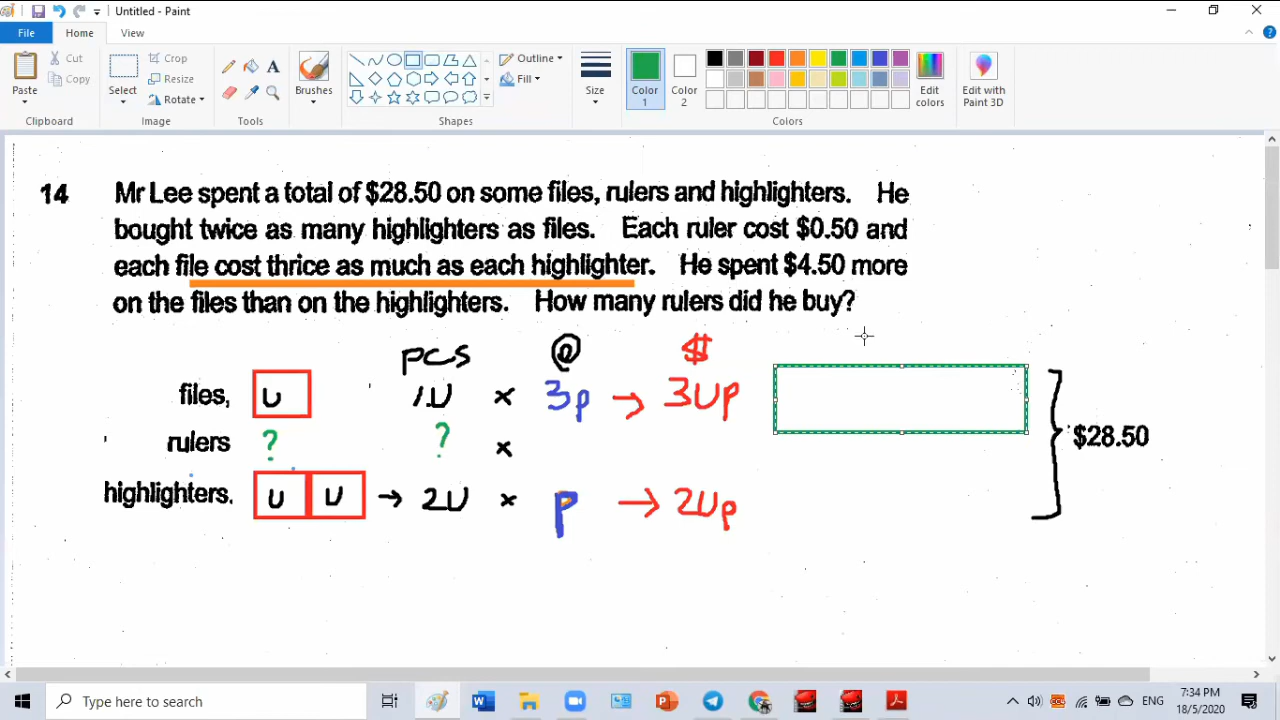 Untitled - Paint
File Home View
Paste
Cut
Copy
Clipboard
Select
Crop
Resize
Rotate
Image
A
Tools
Brushes
Outline
Fill
Shapes
Size
Color 1
Color 2
Edit colors
Edit with Paint 3D
Colors
14 Mr Lee spent a total of $28.50 on some files, rulers and highlighters. He
bought twice as many highlighters as files. Each ruler cost $0.50 and
each file cost thrice as much as each highlighter. He spent $4.50 more
on the files than on the highlighters. How many rulers did he buy?
pcs @ $
files, U 1U × 3p → 3Up
$28.50
rulers ? ? ×
highlighters. U U → 2U × p → 2Up
Type here to search
ENG
7:34 PM
18/5/2020